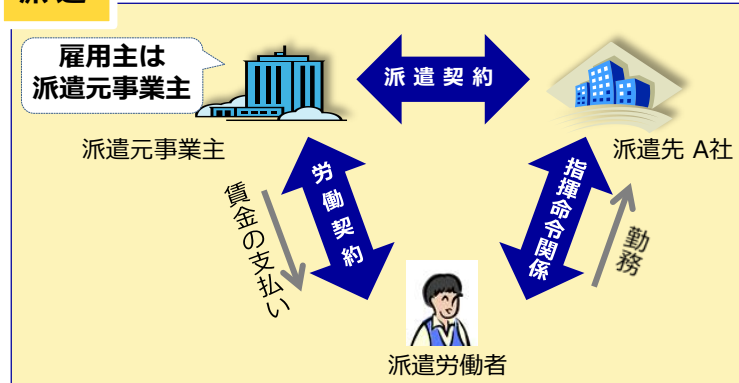 派遣
雇用主は
派遣元事業主
派遣契約
派遣元事業主
派遣先 A社
労働契約
指揮命令関係
賃金の支払い
勤務
派遣労働者